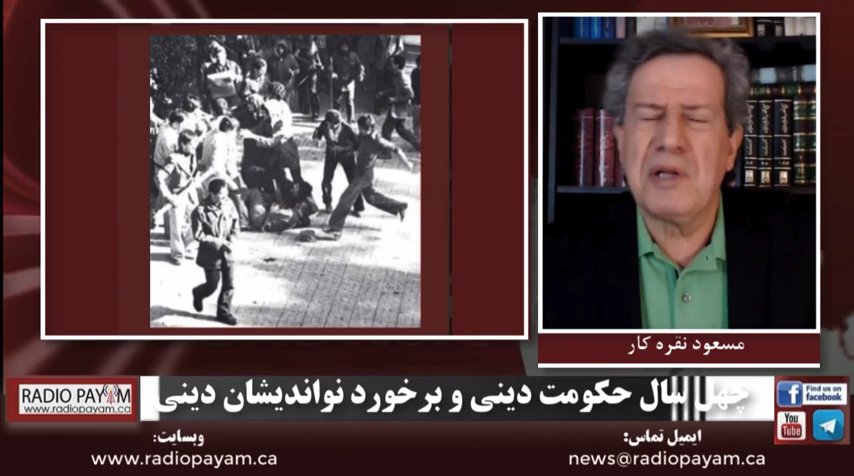 مسعود نقره کار
چهل سال حکومت دینی و برخورد نواندیشان دینی
RADIO PAYAM
www.radiopayam.ca
Find us on
facebook
You
Tube
وبسایت:
www.radiopayam.ca
ایمیل تماس:
news@radiopayam.ca